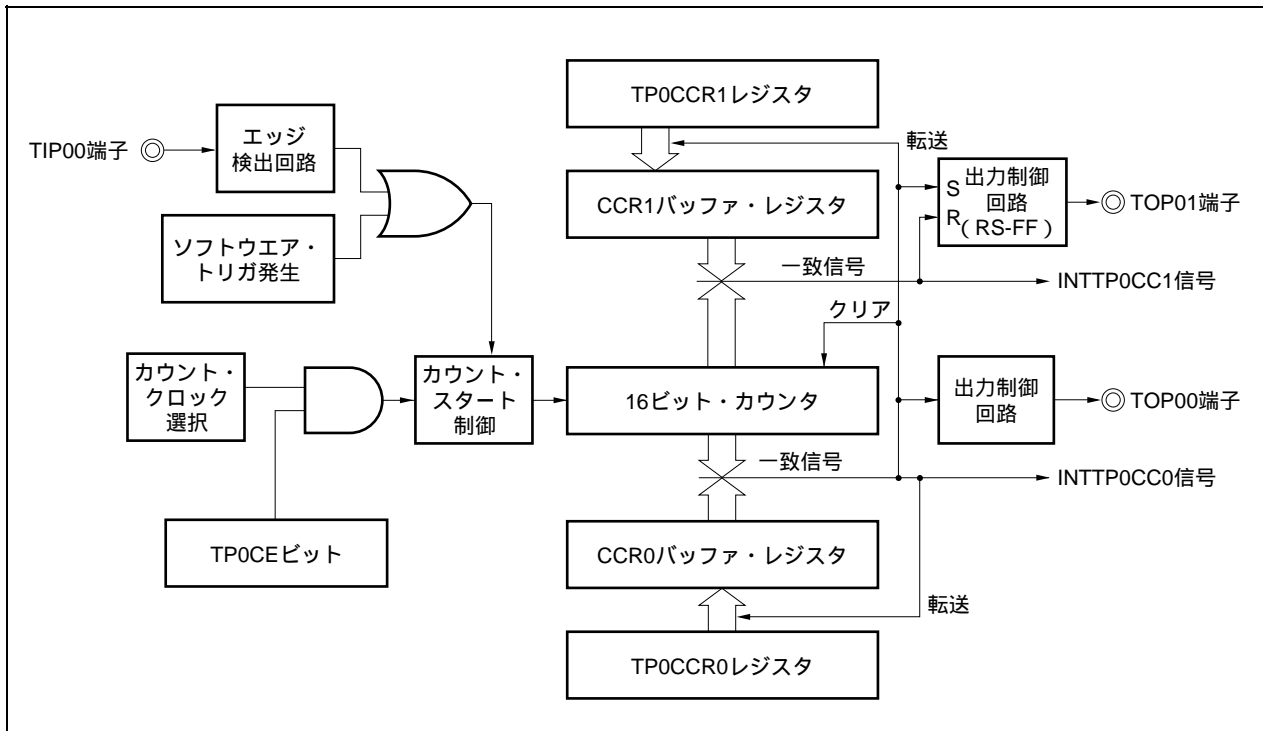 TP0CCR1レジスタ
TIP00端子
エッジ
検出回路
転送
CCR1バッファ・レジスタ
S
R
出力制御
回路
(RS-FF)
TOP01端子
ソフトウエア・
トリガ発生
一致信号
INTTP0CC1信号
クリア
カウント・
クロック
選択
カウント・
スタート
制御
16ビット・カウンタ
出力制御
回路
TOP00端子
一致信号
INTTP0CC0信号
TP0CEビット
CCR0バッファ・レジスタ
転送
TP0CCR0レジスタ